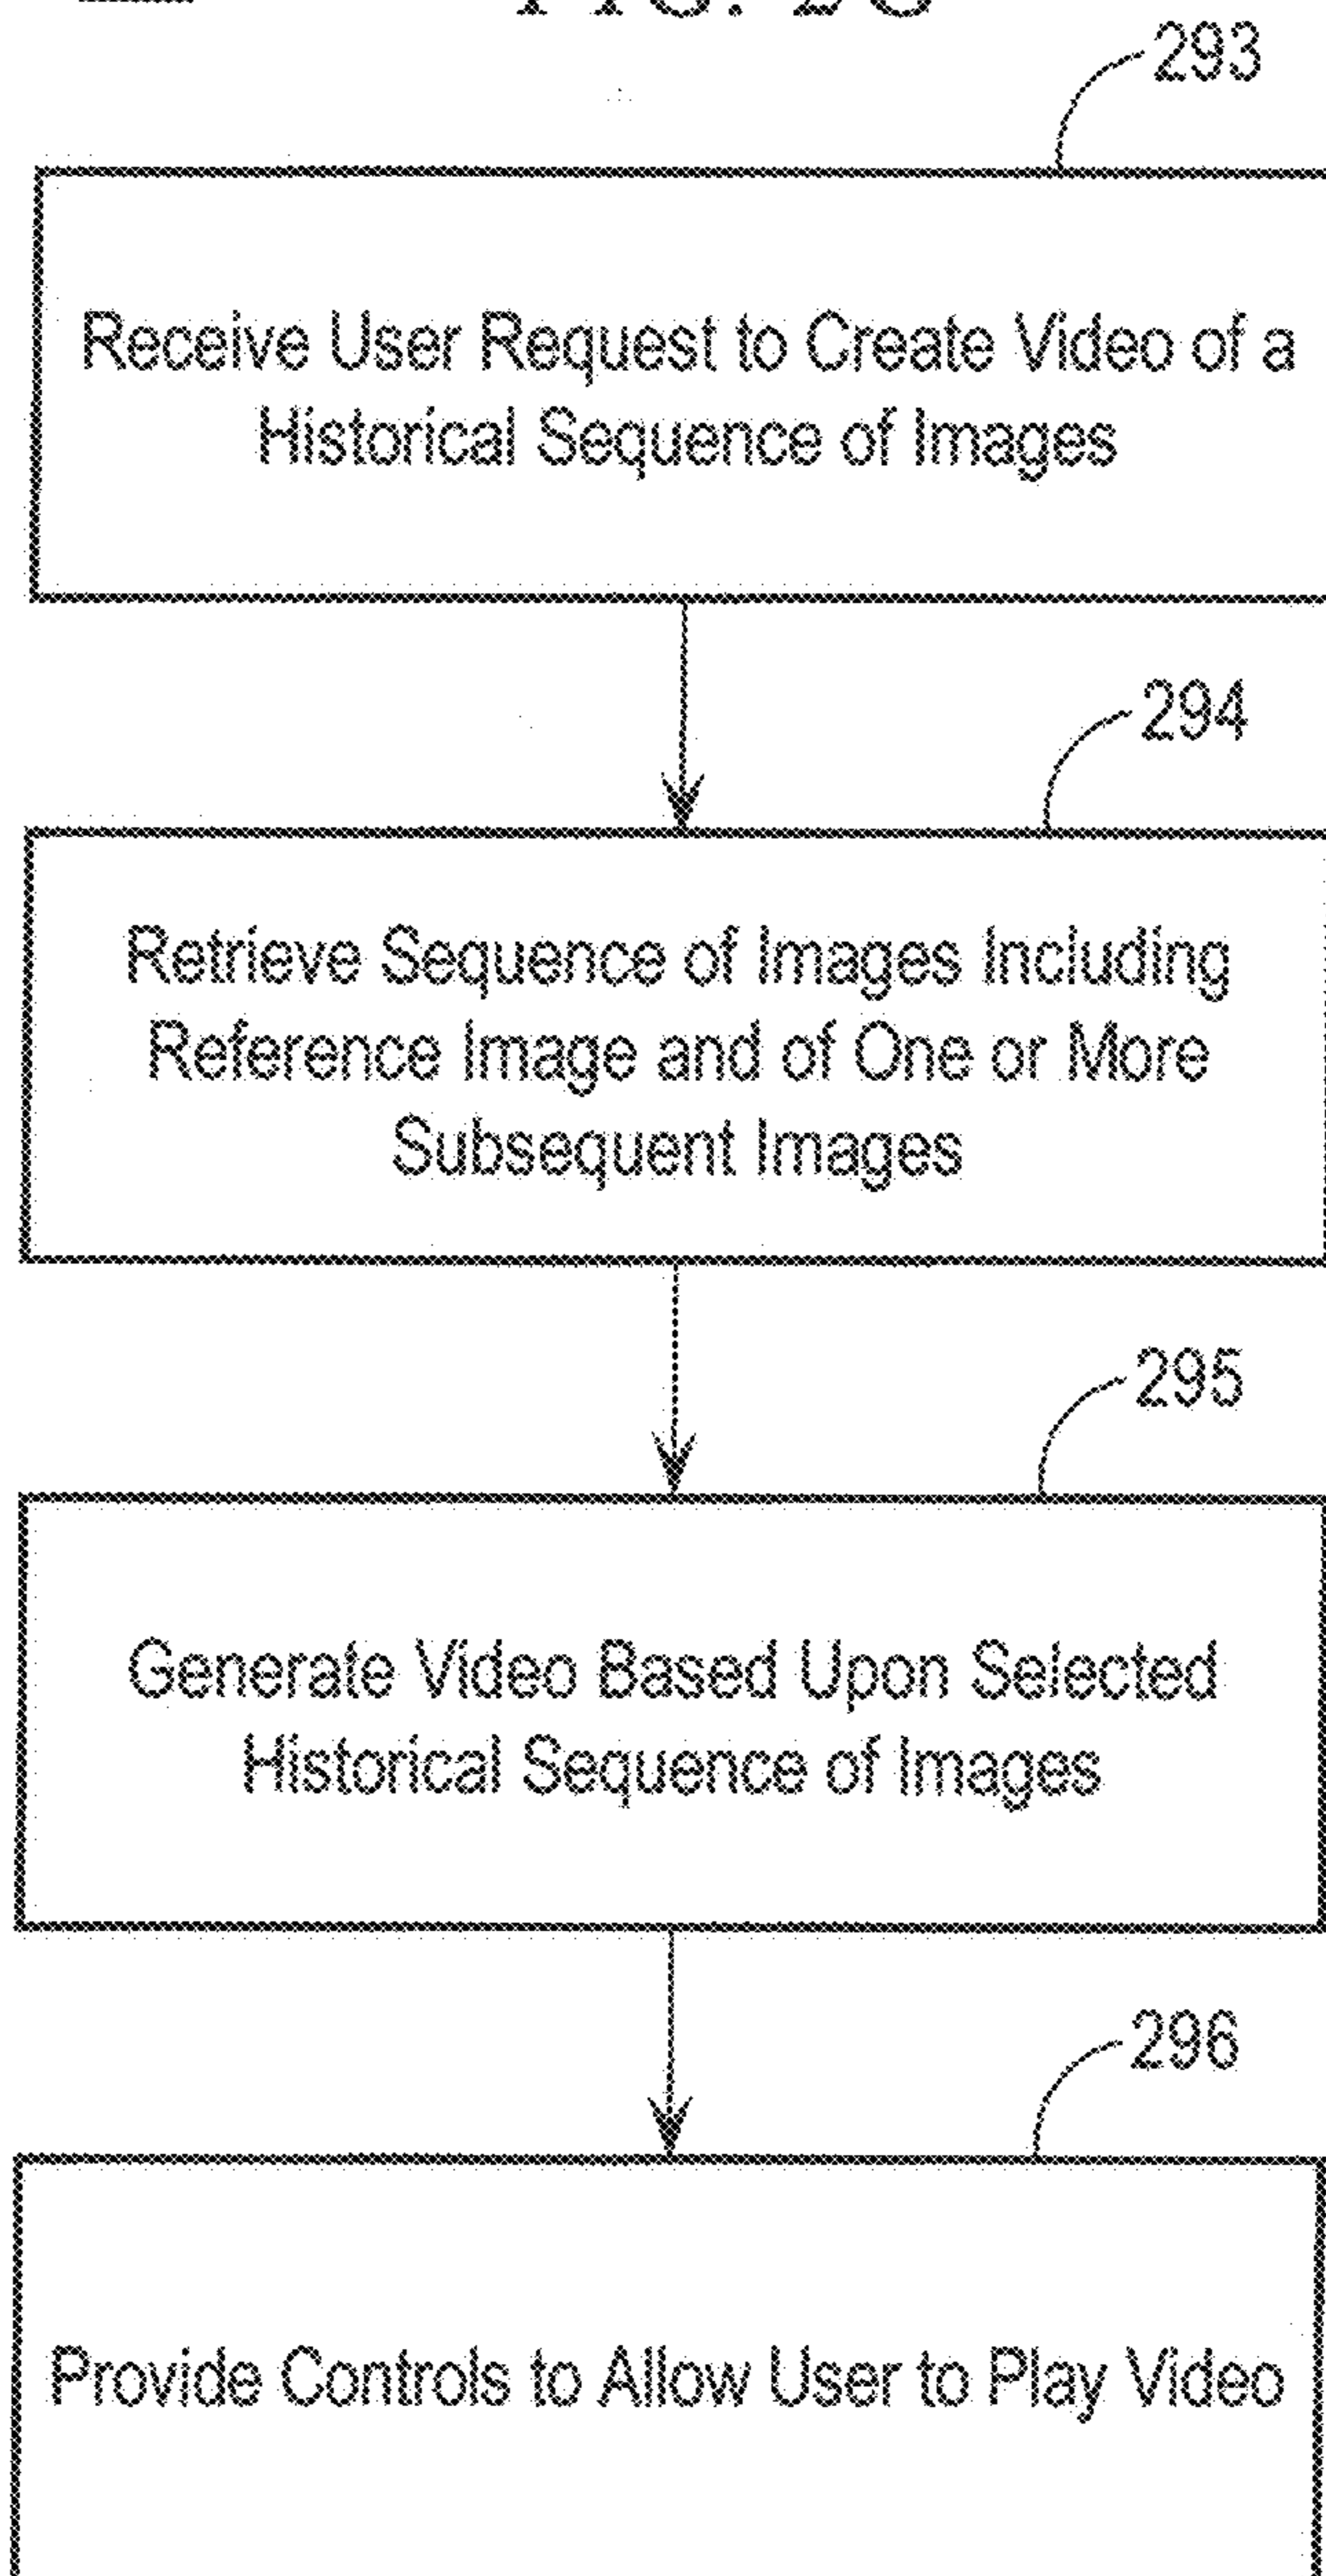 293
Receive User Request to Create Video of a
Historical Sequence of Images
294
Retrieve Sequence of Images Including
Reference Image and of One or More
Subsequent Images
295
Generate Video Based Upon Selected
Historical Sequence of Images
296
Provide Controls to Allow User to Play Video